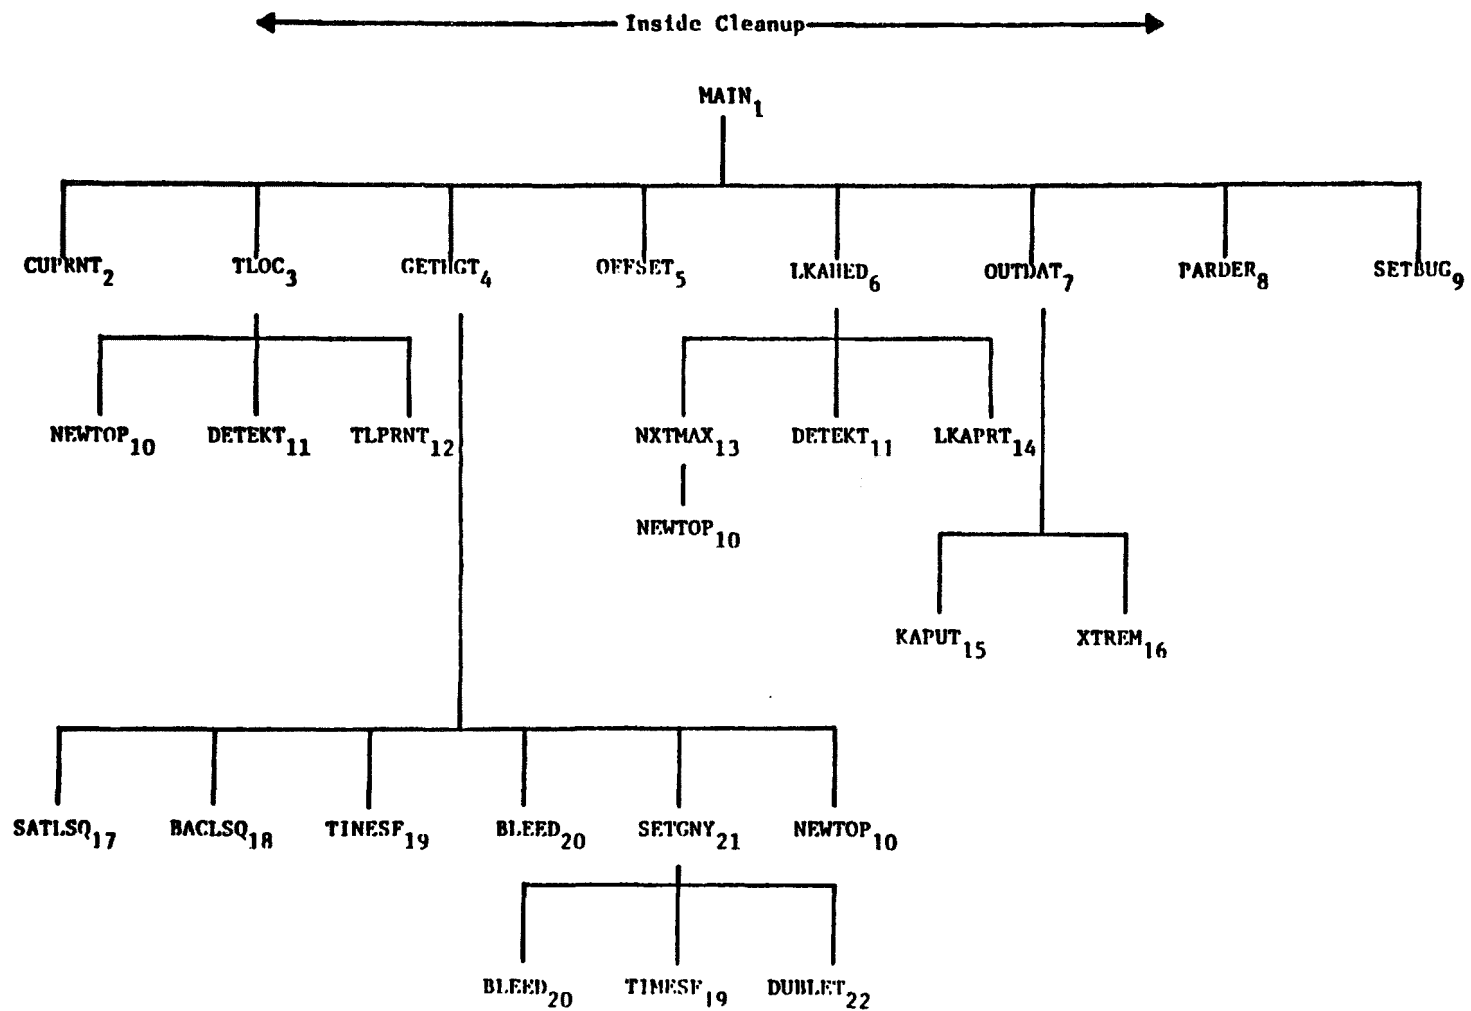 Inside Cleanup
MAIN1
CUPRNT2 TLOC3 GETHGT4 OFFSET5 LKAHED6 OUTDAT7 PARDER8 SETBUG9
NEWTOP10 DETEKT11 TLPRNT12 NXTMAX13 DETEKT11 LKAPRT14
NEWTOP10
KAPUT15 XTREM16
SATLSQ17 BACLSQ18 TINESF19 BLEED20 SETGNY21 NEWTOP10
BLEED20 TIMESF19 DUBLET22